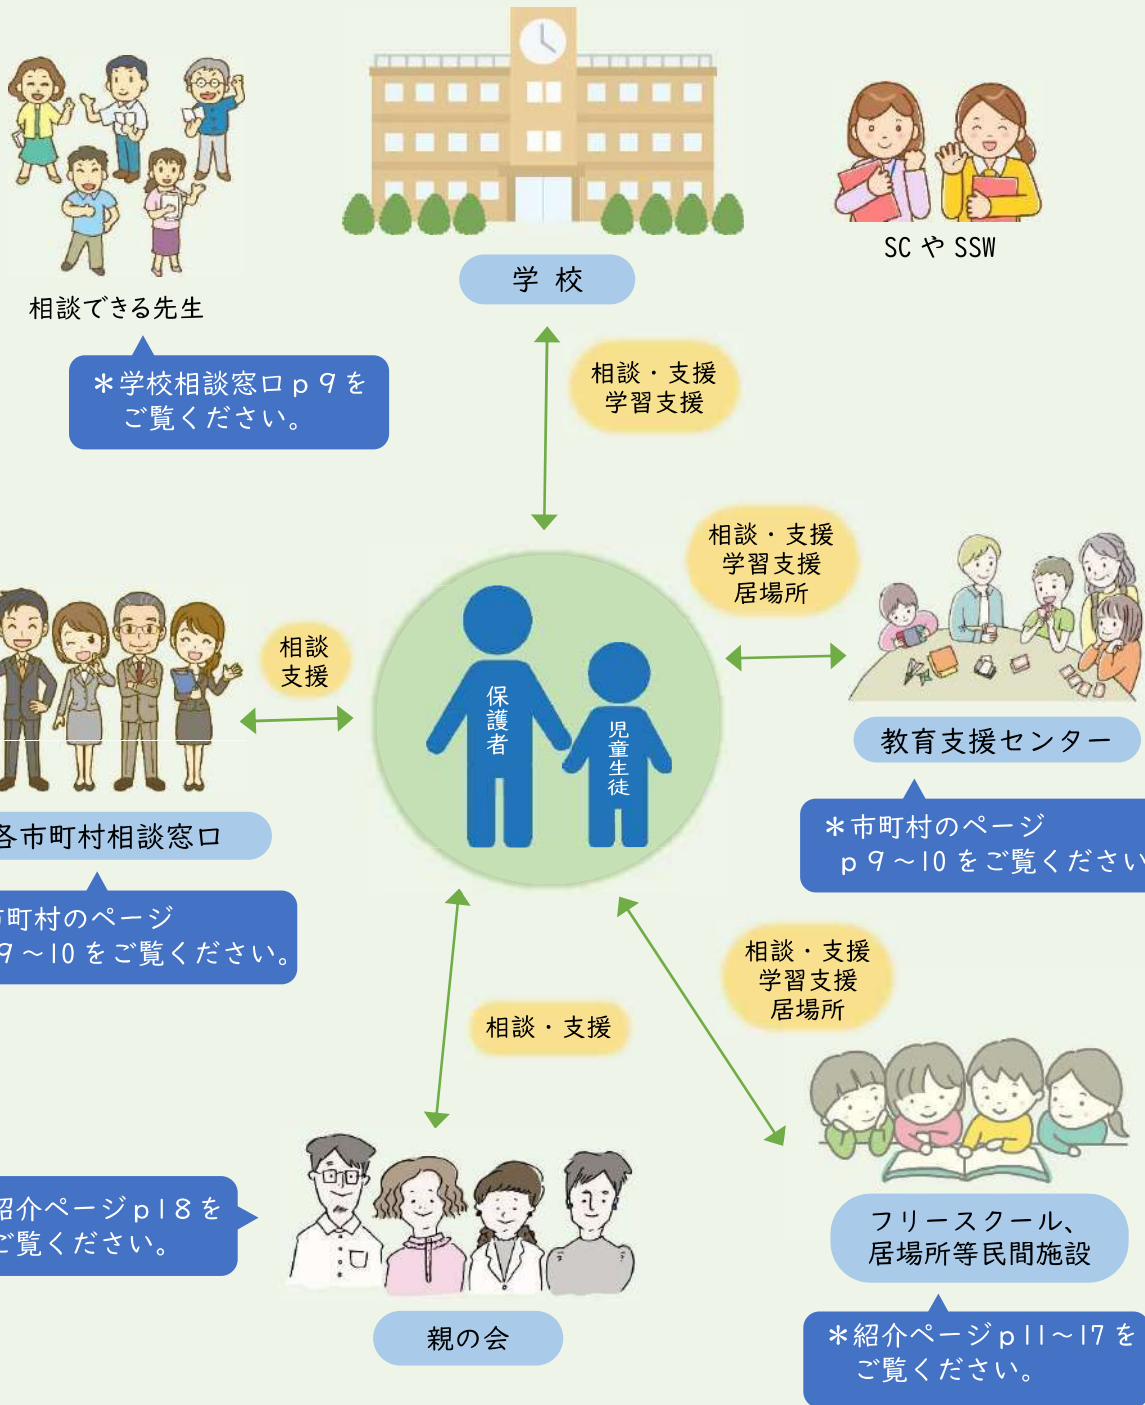 相談できる先生
＊学校相談窓口p9を
ご覧ください。
学 校
SC や SSW
相談・支援
学習支援
相談・支援
学習支援
居場所
相談
支援
保護者
児童生徒
教育支援センター
＊市町村のページ
p9～10をご覧ください
各市町村相談窓口
市町村のページ
9～10をご覧ください。
相談・支援
学習支援
居場所
相談・支援
紹介ページp18を
ご覧ください。
親の会
フリースクール、
居場所等民間施設
＊紹介ページp11～17を
ご覧ください。